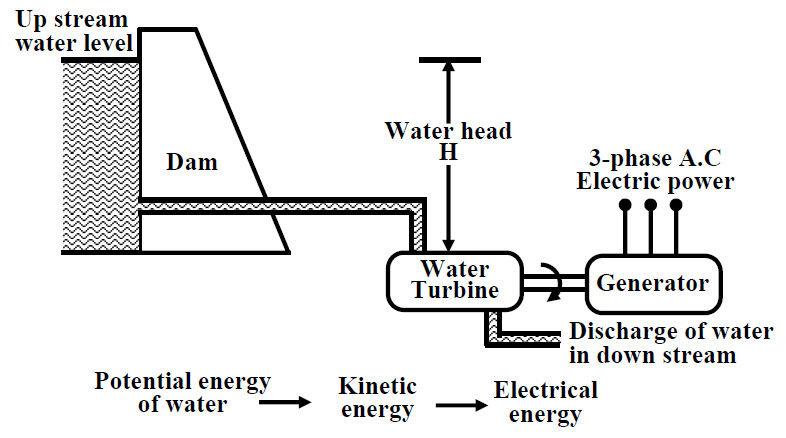 Up stream
water level
Dam
Water head
H
3-phase A.C
Electric power
Water
Turbine
Generator
Discharge of water
in down stream
Potential energy
of water
Kinetic
energy
Electrical
energy